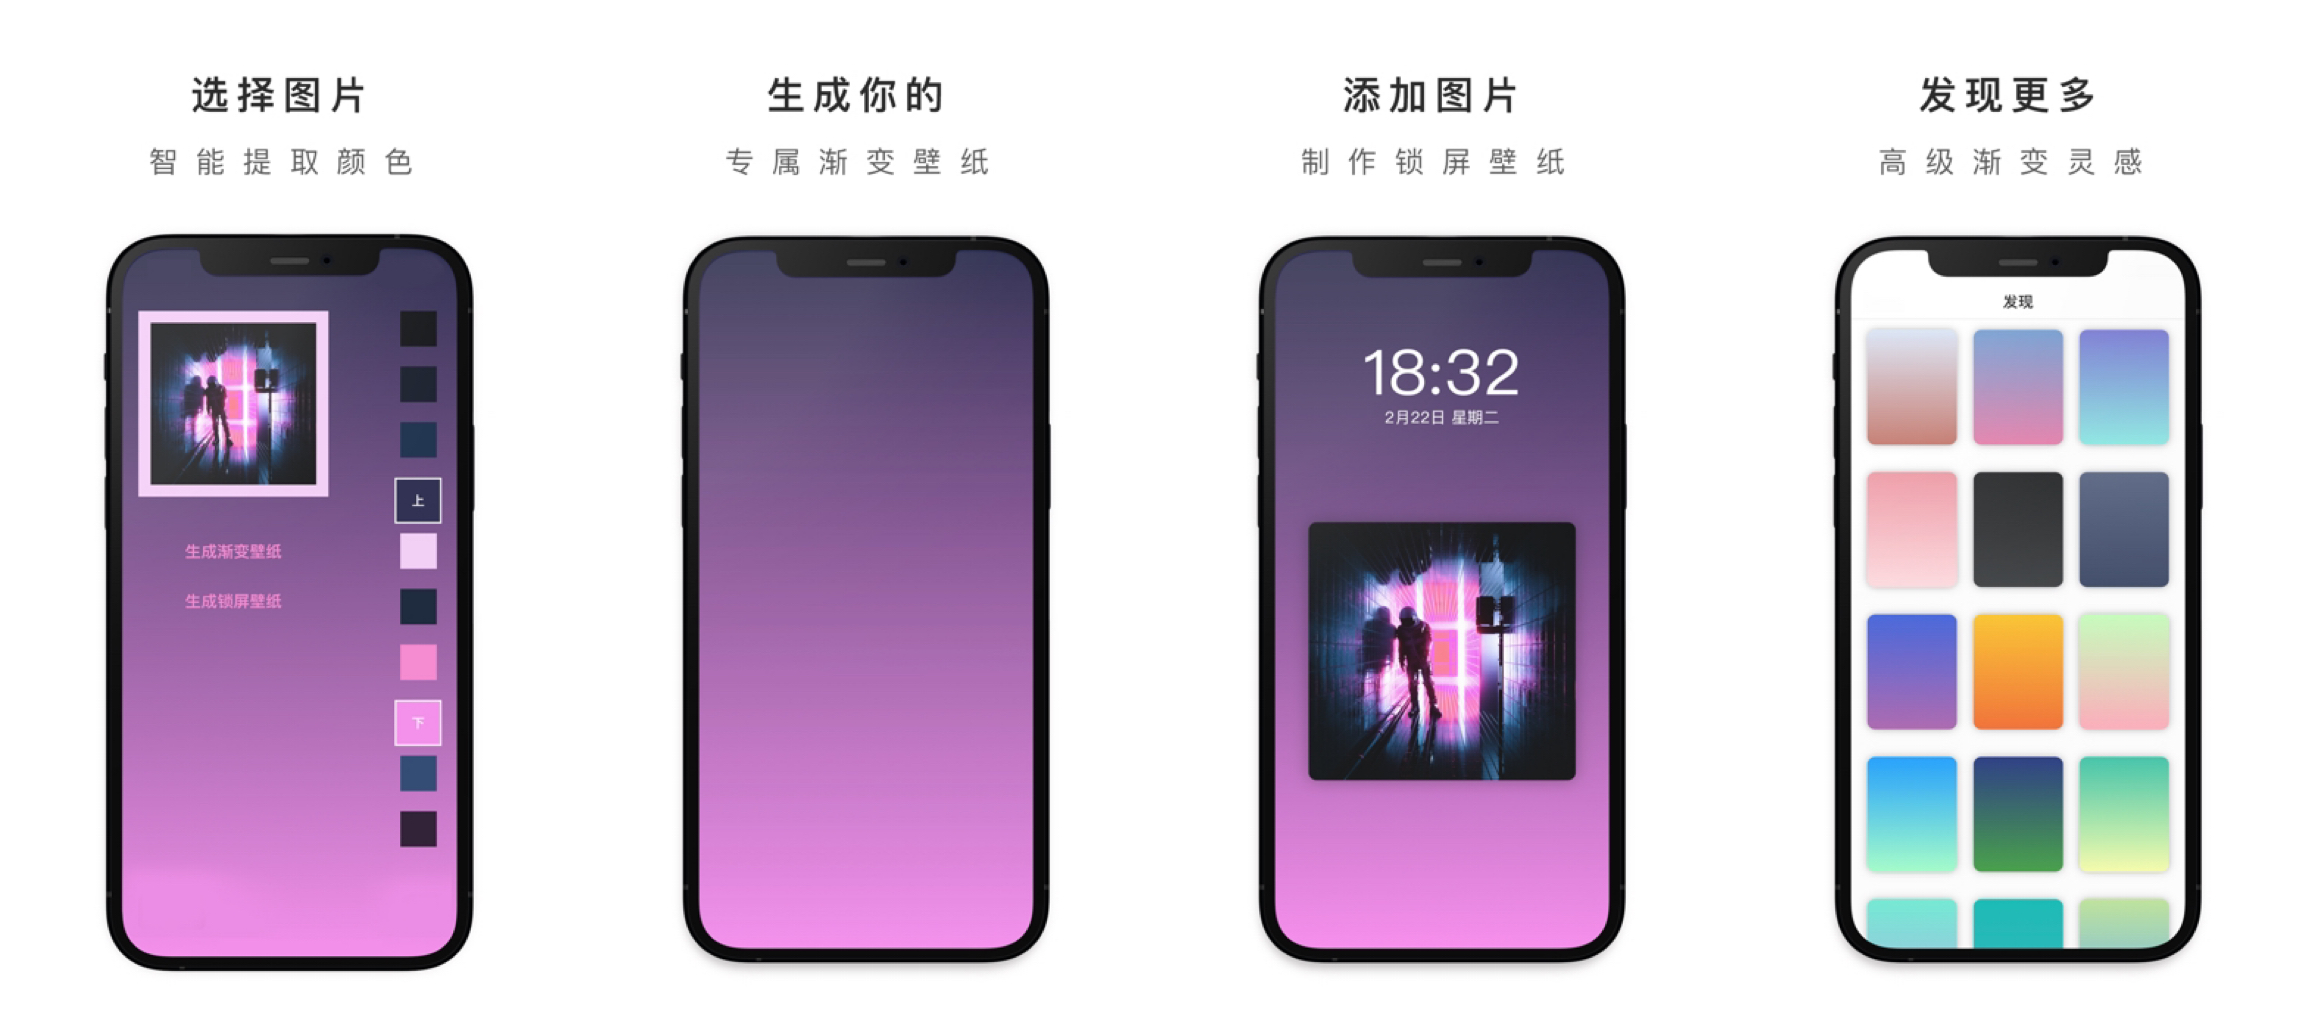 选择图片
智能提取颜色
上
生成渐变壁纸
生成锁屏壁纸
下
生成你的
专属渐变壁纸
添加图片
制作锁屏壁纸
18:32
2月22日 星期二
发现更多
高级渐变灵感
发现